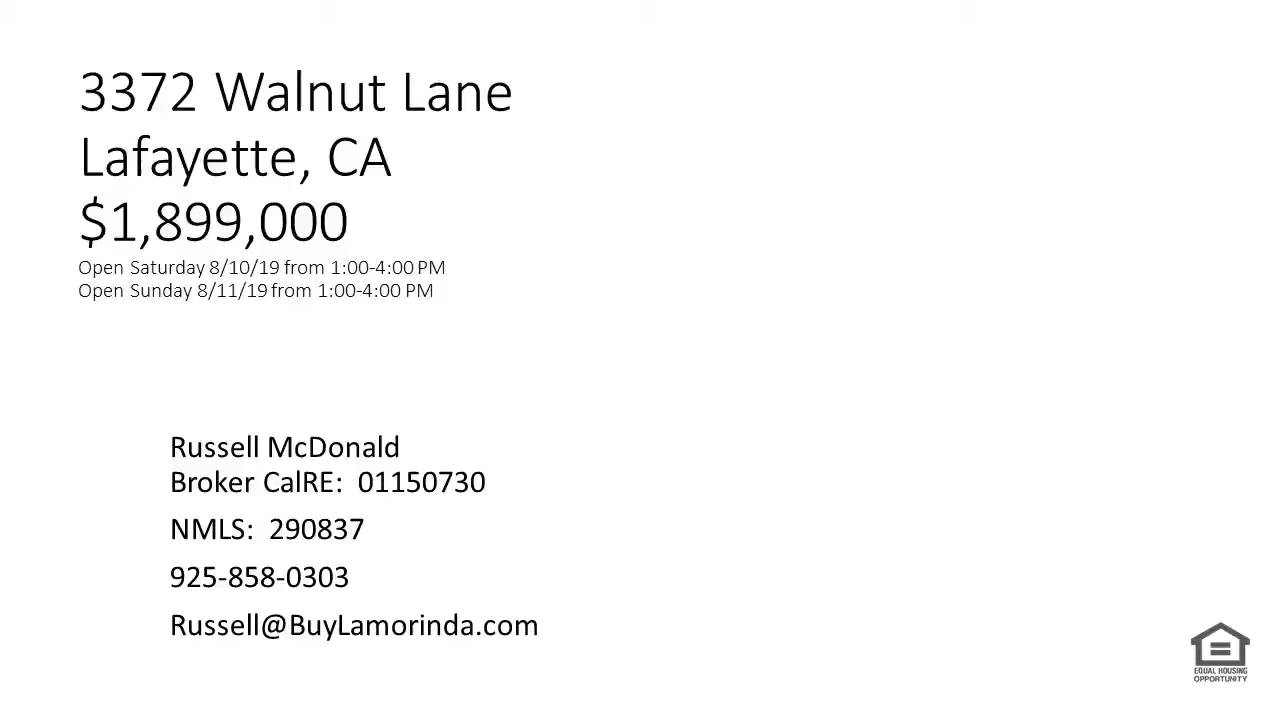 3372 Walnut Lane
Lafayette, CA
$1,899,000
Open Saturday 8/10/19 from 1:00-4:00 PM
Open Sunday 8/11/19 from 1:00-4:00 PM
Russell McDonald
Broker CalRE:  01150730
NMLS:  290837
925-858-0303
Russell@BuyLamorinda.com
EQUAL HOUSING
OPPORTUNITY